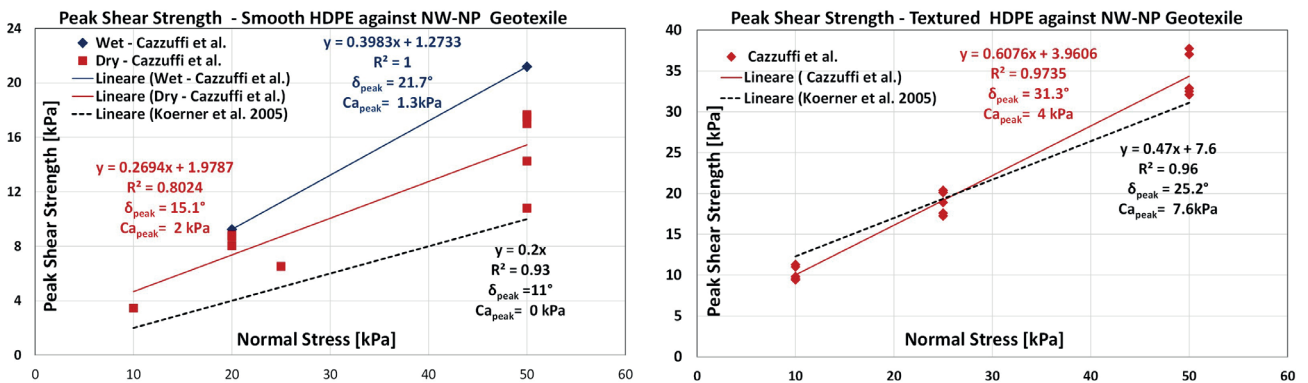 Peak Shear Strength - Smooth HDPE against NW-NP Geotexile
24
20
16
12
8
4
0
Peak Shear Strength [kPa]
Wet - Cazzuffi et al.
Dry - Cazzuffi et al.
Lineare (Wet - Cazzuffi et al.)
Lineare (Dry - Cazzuffi et al.)
Lineare (Koerner et al. 2005)
y = 0.3983x + 1.2733
R² = 1
δpeak = 21.7°
Capeak= 1.3kPa
y = 0.2694x + 1.9787
R² = 0.8024
δpeak = 15.1°
Capeak= 2 kPa
y = 0.2x
R² = 0.93
δpeak =11°
Capeak= 0 kPa
Normal Stress [kPa]
0
10
20
30
40
50
60
Peak Shear Strength - Textured HDPE against NW-NP Geotexile
40
35
30
25
20
15
10
5
0
Peak Shear Strength [kPa]
Cazzuffi et al.
Lineare ( Cazzuffi et al.)
Lineare (Koerner et al. 2005)
y = 0.6076x + 3.9606
R² = 0.9735
δpeak = 31.3°
Capeak= 4 kPa
y = 0.47x + 7.6
R² = 0.96
δpeak = 25.2°
Capeak= 7.6kPa
Normal Stress [kPa]
0
10
20
30
40
50
60